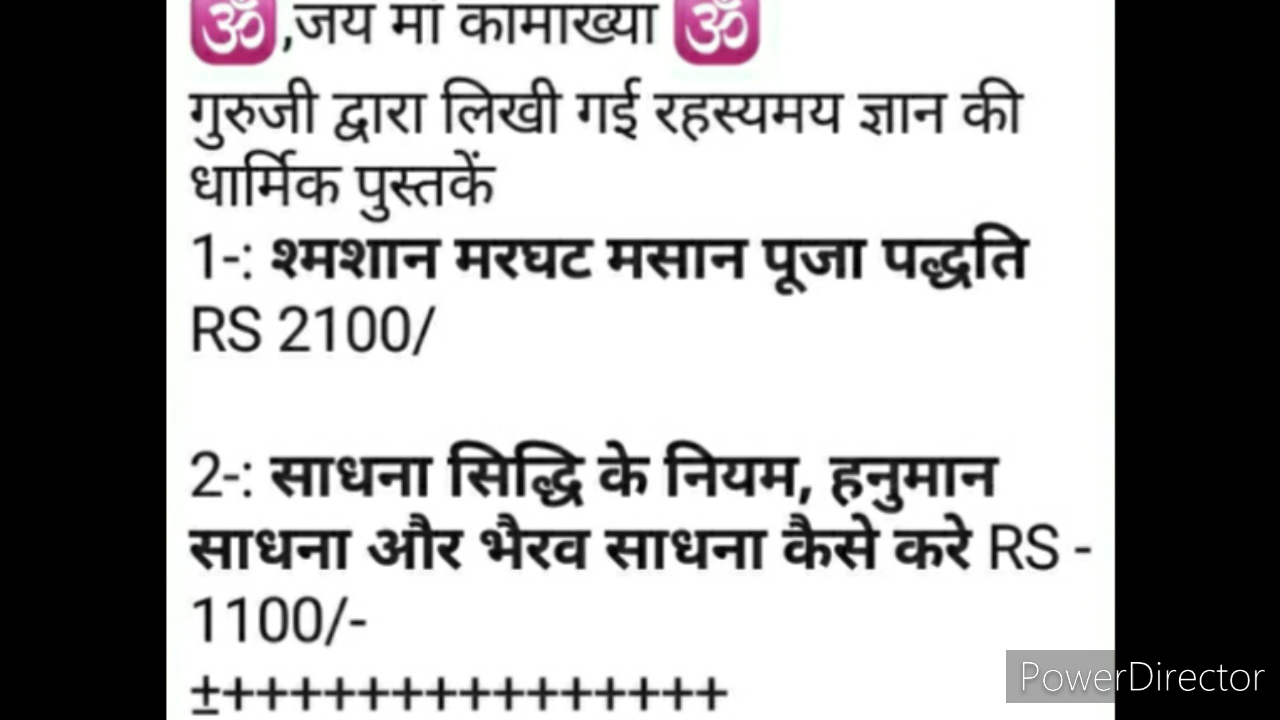 🕉,जय मां कामाख्या 🕉
गुरुजी द्वारा लिखी गई रहस्यमय ज्ञान की
धार्मिक पुस्तकें
1-: श्मशान मरघट मसान पूजा पद्धति
RS 2100/
2-: साधना सिद्धि के नियम, हनुमान
साधना और भैरव साधना कैसे करे RS -
1100/-
±+++++++++++++++
PowerDirector